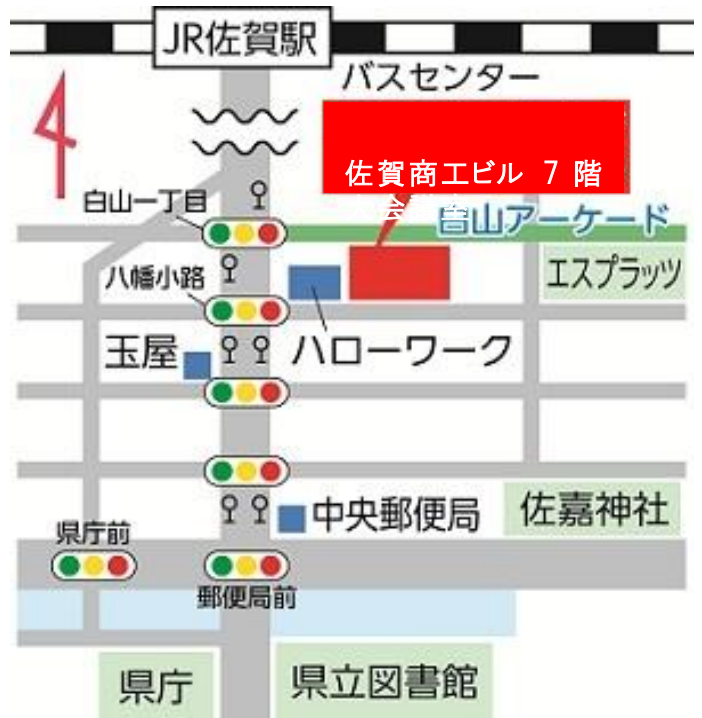 JR佐賀駅
バスセンター
佐賀商工ビル 7 階
白山一丁目
白山アーケード
八幡小路
エスプラッツ
玉屋
ハローワーク
中央郵便局
佐嘉神社
県庁前
郵便局前
県庁
県立図書館